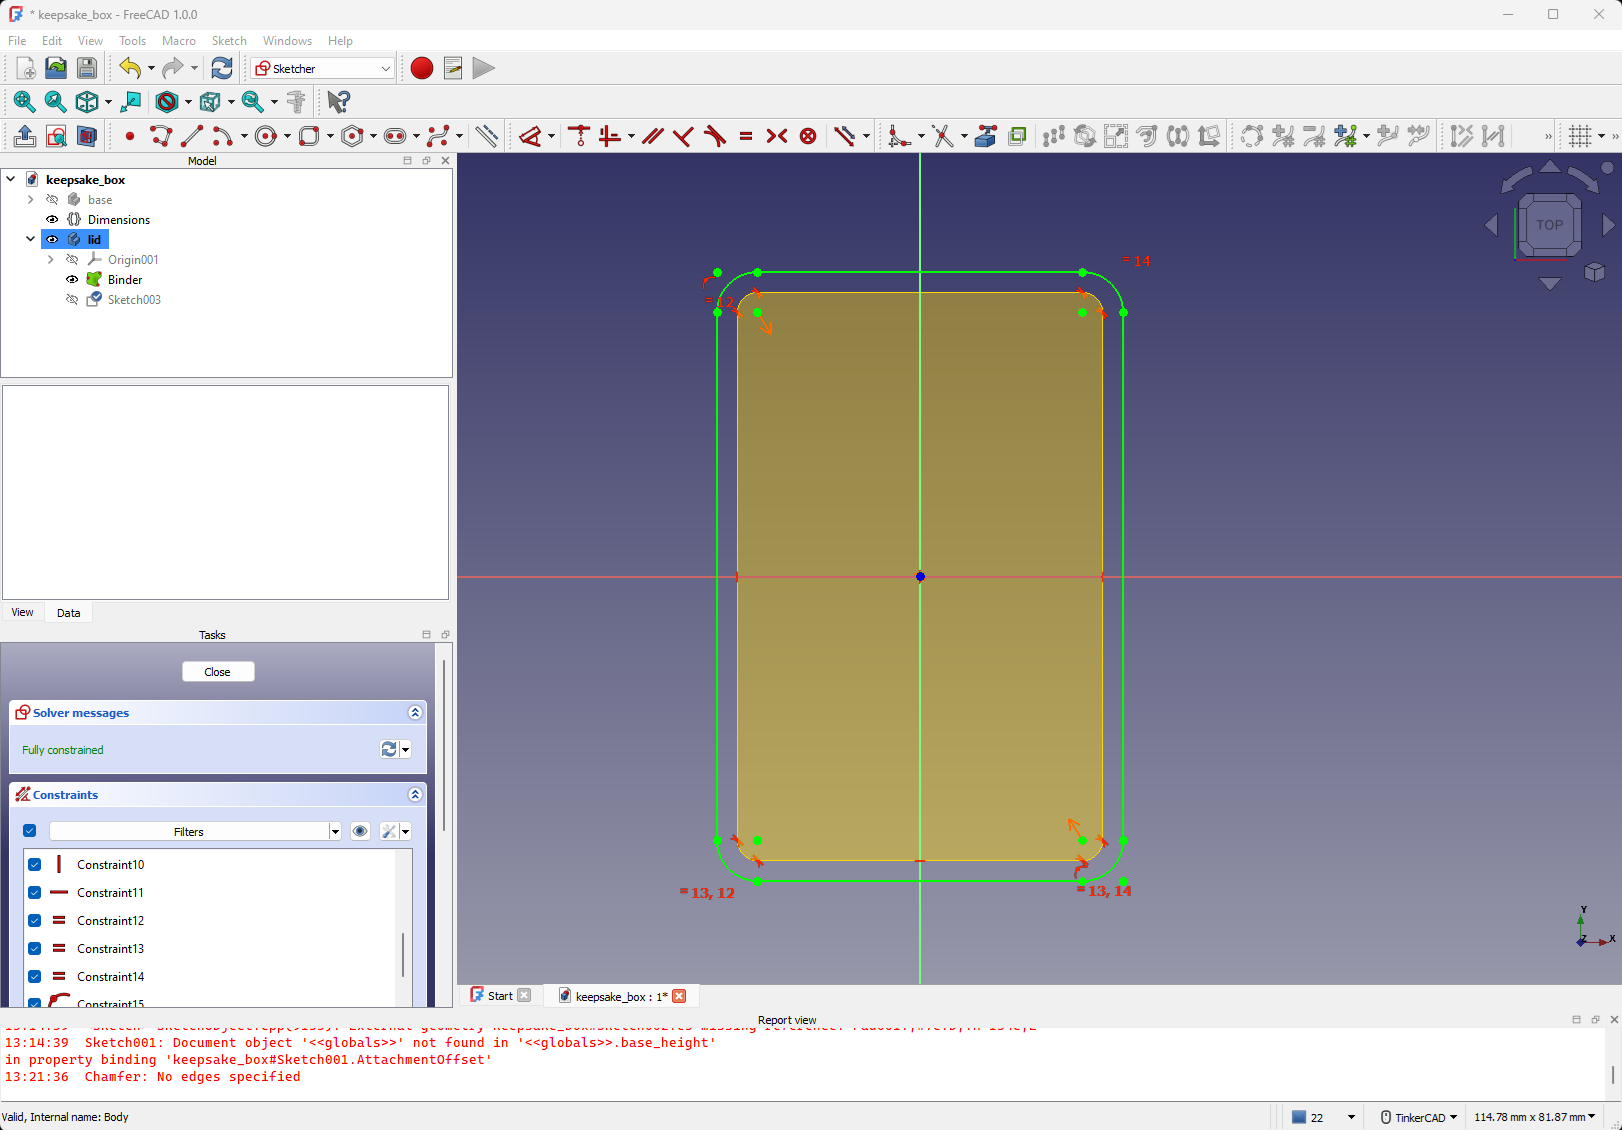 * keepsake_box - FreeCAD 1.0.0
File Edit View Tools Macro Sketch Windows Help
Sketcher
Model
keepsake_box
base
Dimensions
lid
Origin001
Binder
Sketch003
View Data
Tasks
Close
Solver messages
Fully constrained
Constraints
Filters
Constraint10
Constraint11
Constraint12
Constraint13
Constraint14
Constraint15
TOP
= 14
= 12
= 13, 12
= 13, 14
Y
Z X
Start keepsake_box : 1*
Report view
13:14:39 Sketch001: Document object '<<globals>>' not found in '<<globals>>.base_height'
in property binding 'keepsake_box#Sketch001.AttachmentOffset'
13:21:36 Chamfer: No edges specified
Valid, Internal name: Body
22 TinkerCAD 114.78 mm x 81.87 mm